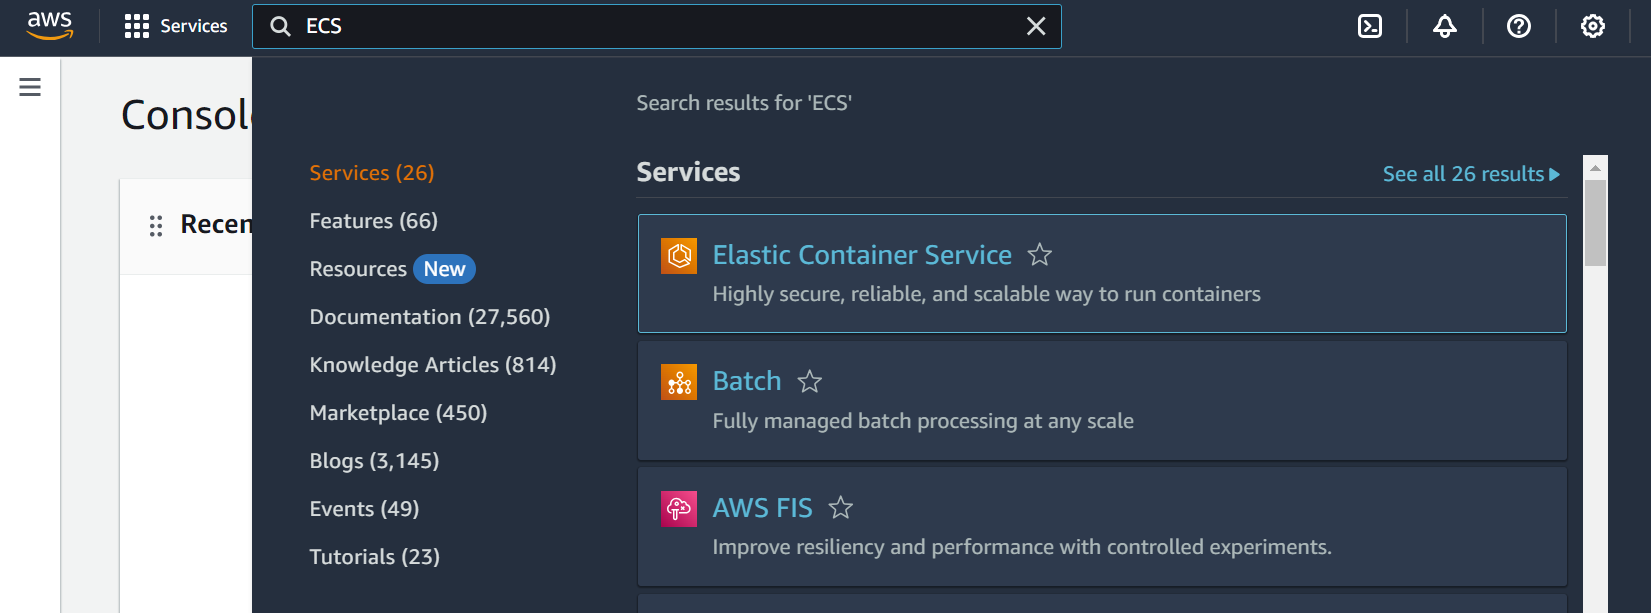 aws
Services
ECS
Search results for 'ECS'
Services (26)
Features (66)
Resources New
Documentation (27,560)
Knowledge Articles (814)
Marketplace (450)
Blogs (3,145)
Events (49)
Tutorials (23)
Services
See all 26 results
Elastic Container Service
Highly secure, reliable, and scalable way to run containers
Batch
Fully managed batch processing at any scale
AWS FIS
Improve resiliency and performance with controlled experiments.
Consol
Recen